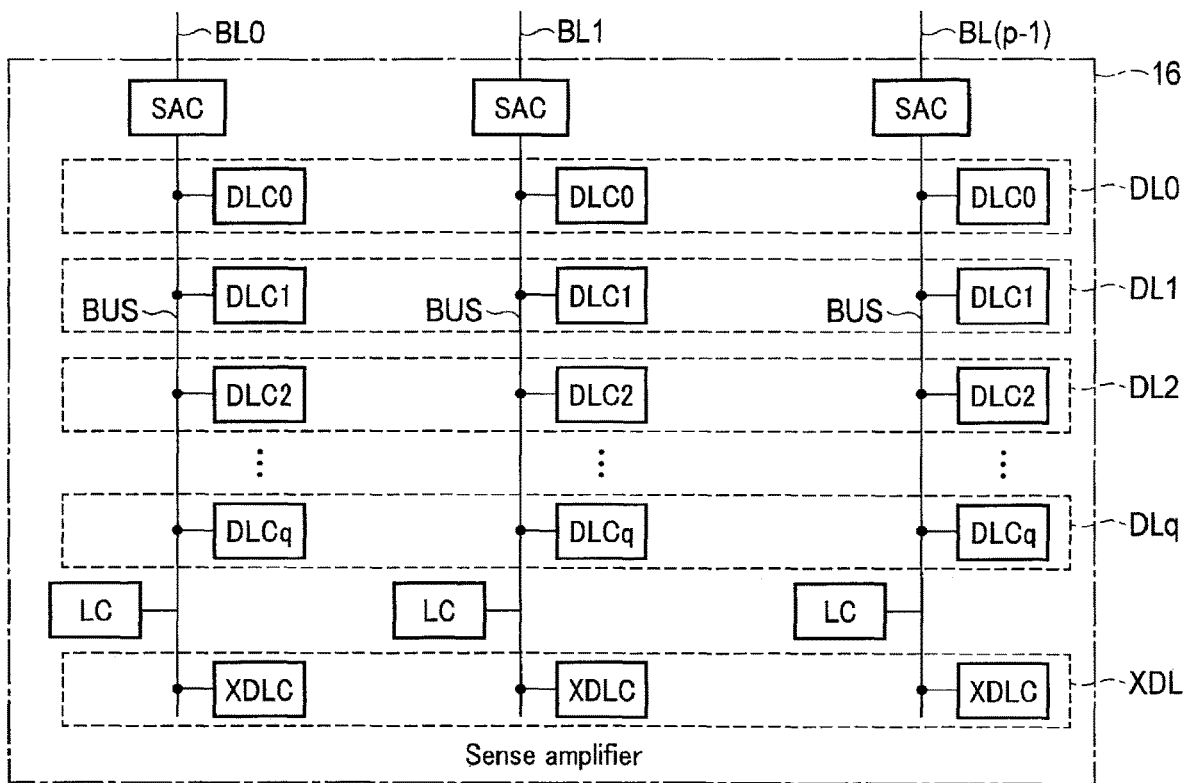 BL0 BL1 BL(p-1)
16
SAC SAC SAC
DLC0 DLC0 DLC0 DL0
DLC1 DLC1 DLC1 DL1
BUS BUS BUS
DLC2 DLC2 DLC2 DL2
⋮ ⋮ ⋮
DLCq DLCq DLCq DLq
LC LC LC
XDLC XDLC XDLC XDL
Sense amplifier